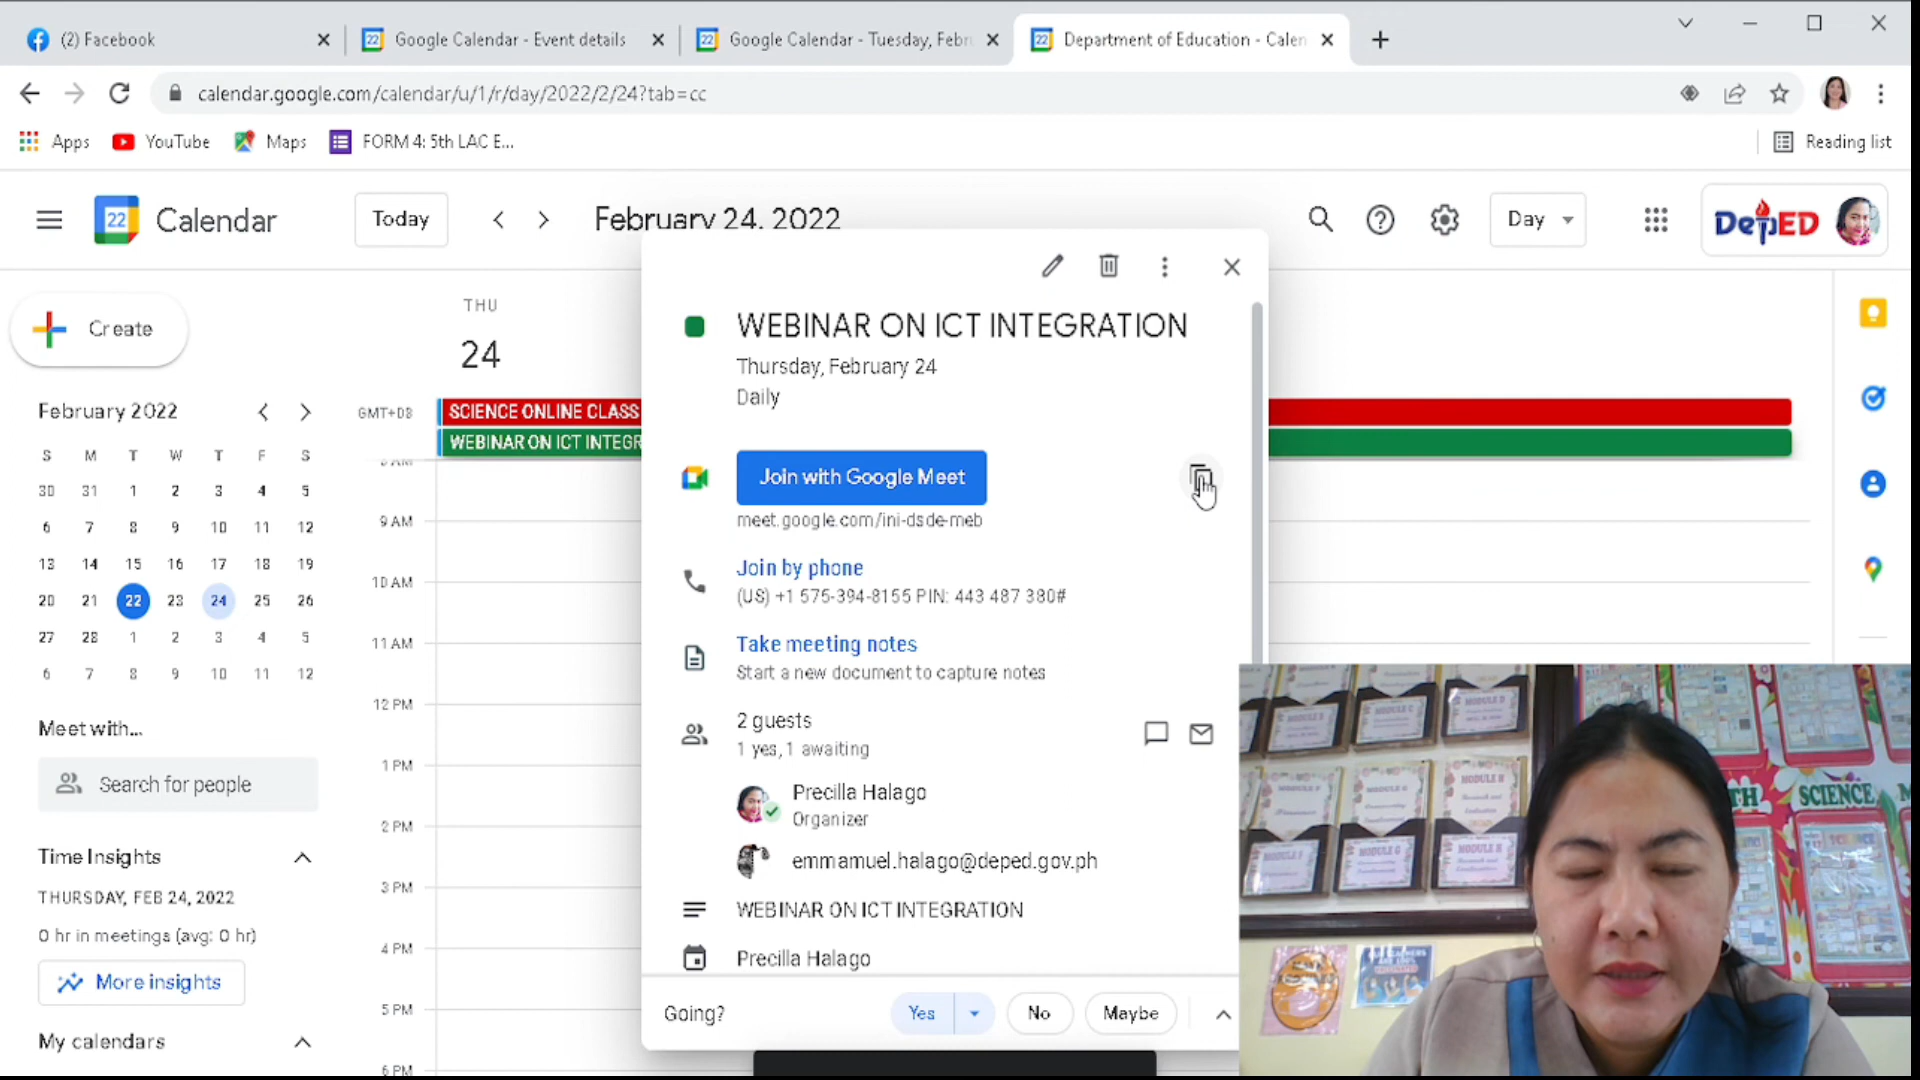 (2) Facebook
Google Calendar - Event details
Google Calendar - Tuesday, Febr
Department of Education - Calen
calendar.google.com/calendar/u/1/r/day/2022/2/24?tab=cc
Apps
YouTube
Maps
FORM 4: 5th LAC E...
Reading list
22
Calendar
Today
February 24, 2022
Day
DepED
Create
THU
24
GMT+08
SCIENCE ONLINE CLASS
WEBINAR ON ICT INTEGR
February 2022
S M T W T F S
30 31 1 2 3 4 5
6 7 8 9 10 11 12
13 14 15 16 17 18 19
20 21 22 23 24 25 26
27 28 1 2 3 4 5
6 7 8 9 10 11 12
Meet with...
Search for people
Time Insights
THURSDAY, FEB 24, 2022
0 hr in meetings (avg: 0 hr)
More insights
My calendars
9 AM
10 AM
11 AM
12 PM
1 PM
2 PM
3 PM
4 PM
5 PM
6 PM
WEBINAR ON ICT INTEGRATION
Thursday, February 24
Daily
Join with Google Meet
meet.google.com/ini-dsde-meb
Join by phone
(US) +1 575-394-8155 PIN: 443 487 380#
Take meeting notes
Start a new document to capture notes
2 guests
1 yes, 1 awaiting
Precilla Halago
Organizer
emmamuel.halago@deped.gov.ph
WEBINAR ON ICT INTEGRATION
Precilla Halago
Going?
Yes
No
Maybe
SCIENCE